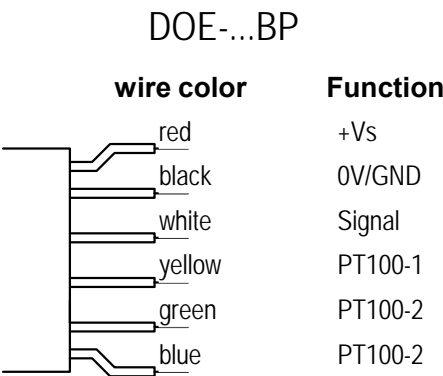 DOE-...BP
wire color Function
red +Vs
black 0V/GND
white Signal
yellow PT100-1
green PT100-2
blue PT100-2